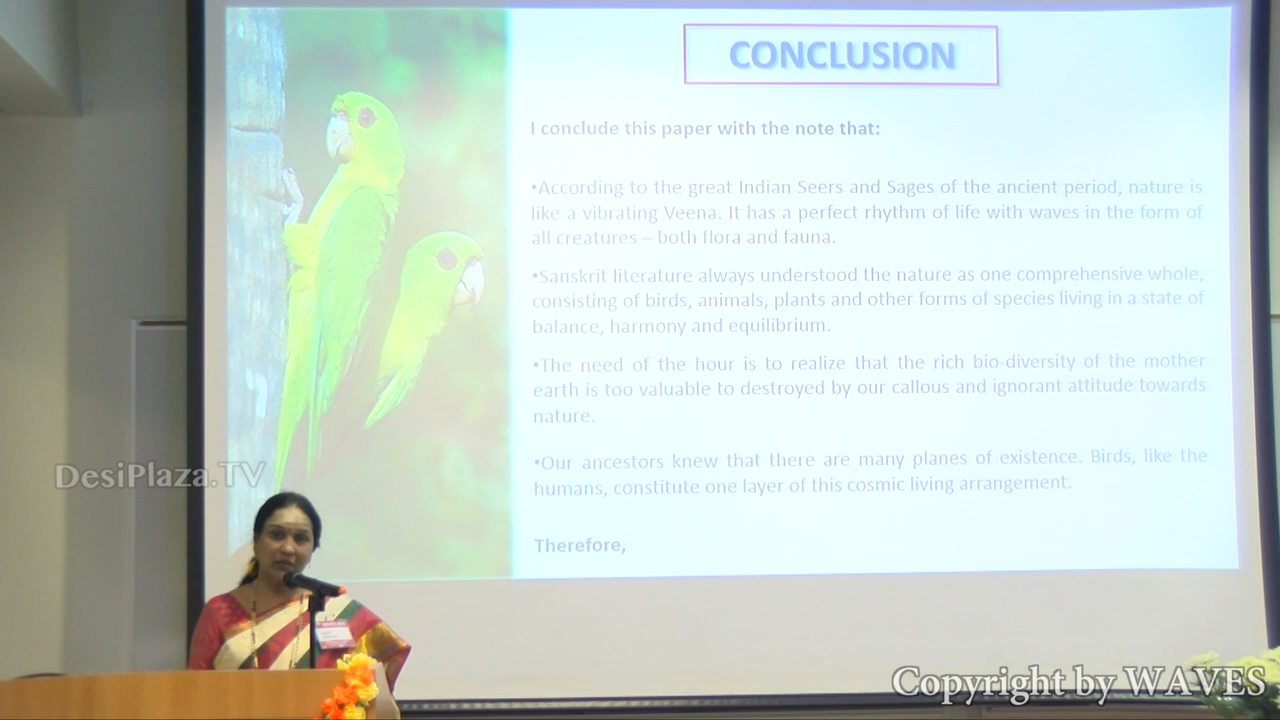 CONCLUSION
I conclude this paper with the note that:
•According to the great Indian Seers and Sages of the ancient period, nature is
like a vibrating Veena. It has a perfect rhythm of life with waves in the form of
all creatures – both flora and fauna.
•Sanskrit literature always understood the nature as one comprehensive whole,
consisting of birds, animals, plants and other forms of species living in a state of
balance, harmony and equilibrium.
•The need of the hour is to realize that the rich bio-diversity of the mother
earth is too valuable to destroyed by our callous and ignorant attitude towards
nature.
•Our ancestors knew that there are many planes of existence. Birds, like the
humans, constitute one layer of this cosmic living arrangement.
Therefore,
DesiPlaza.TV
Copyright by WAVES